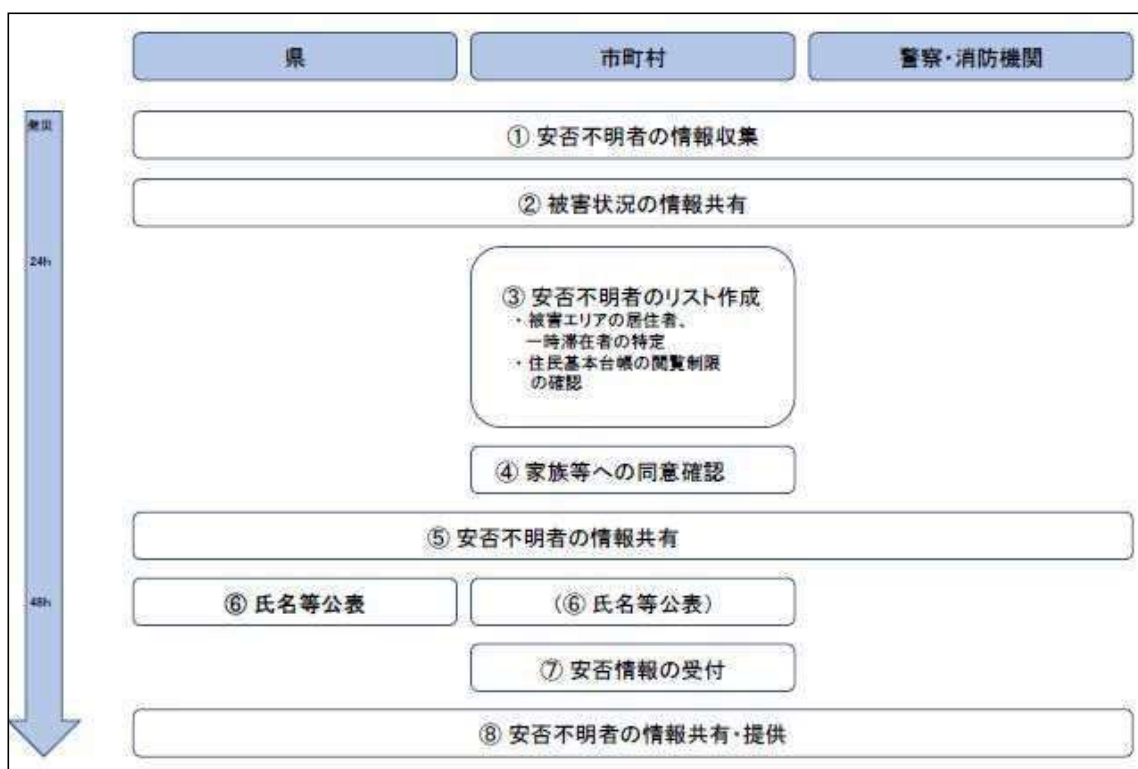 県
市町村
警察・消防機関
発災
① 安否不明者の情報収集
② 被害状況の情報共有
24h
③ 安否不明者のリスト作成
・被害エリアの居住者、
一時滞在者の特定
・住民基本台帳の閲覧制限
の確認
④ 家族等への同意確認
⑤ 安否不明者の情報共有
48h
⑥ 氏名等公表
(⑥ 氏名等公表)
⑦ 安否情報の受付
⑧ 安否不明者の情報共有・提供